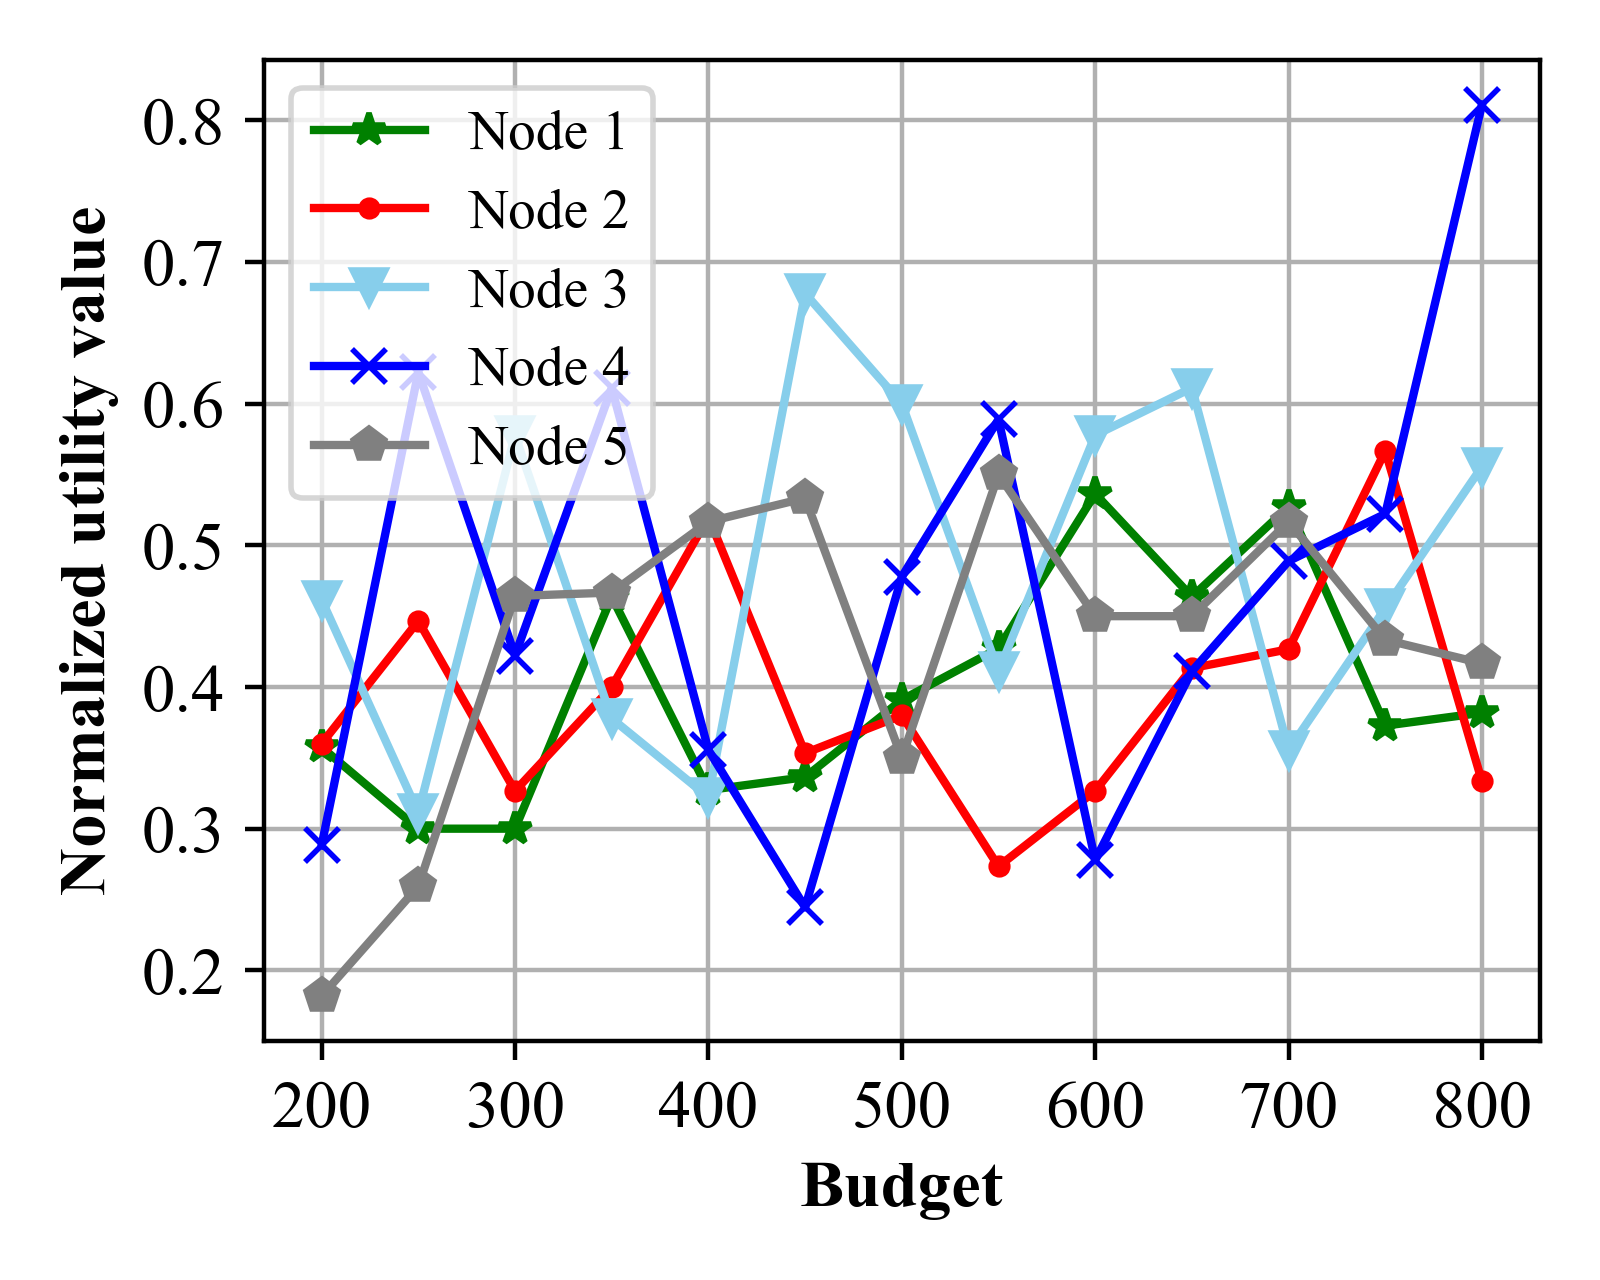 Normalized utility value
0.8
0.7
0.6
0.5
0.4
0.3
0.2
Node 1
Node 2
Node 3
Node 4
Node 5
200 300 400 500 600 700 800
Budget